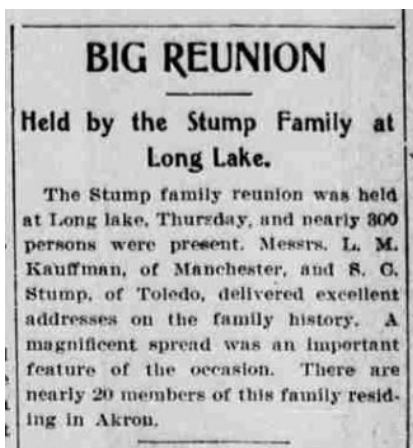 BIG REUNION
Held by the Stump Family at
Long Lake.
The Stump family reunion was held
at Long lake, Thursday, and nearly 300
persons were present. Messrs. L. M.
Kauffman, of Manchester, and S. C.
Stump, of Toledo, delivered excellent
addresses on the family history. A
magnificent spread was an important
feature of the occasion. There are
nearly 20 members of this family resid-
ing in Akron.